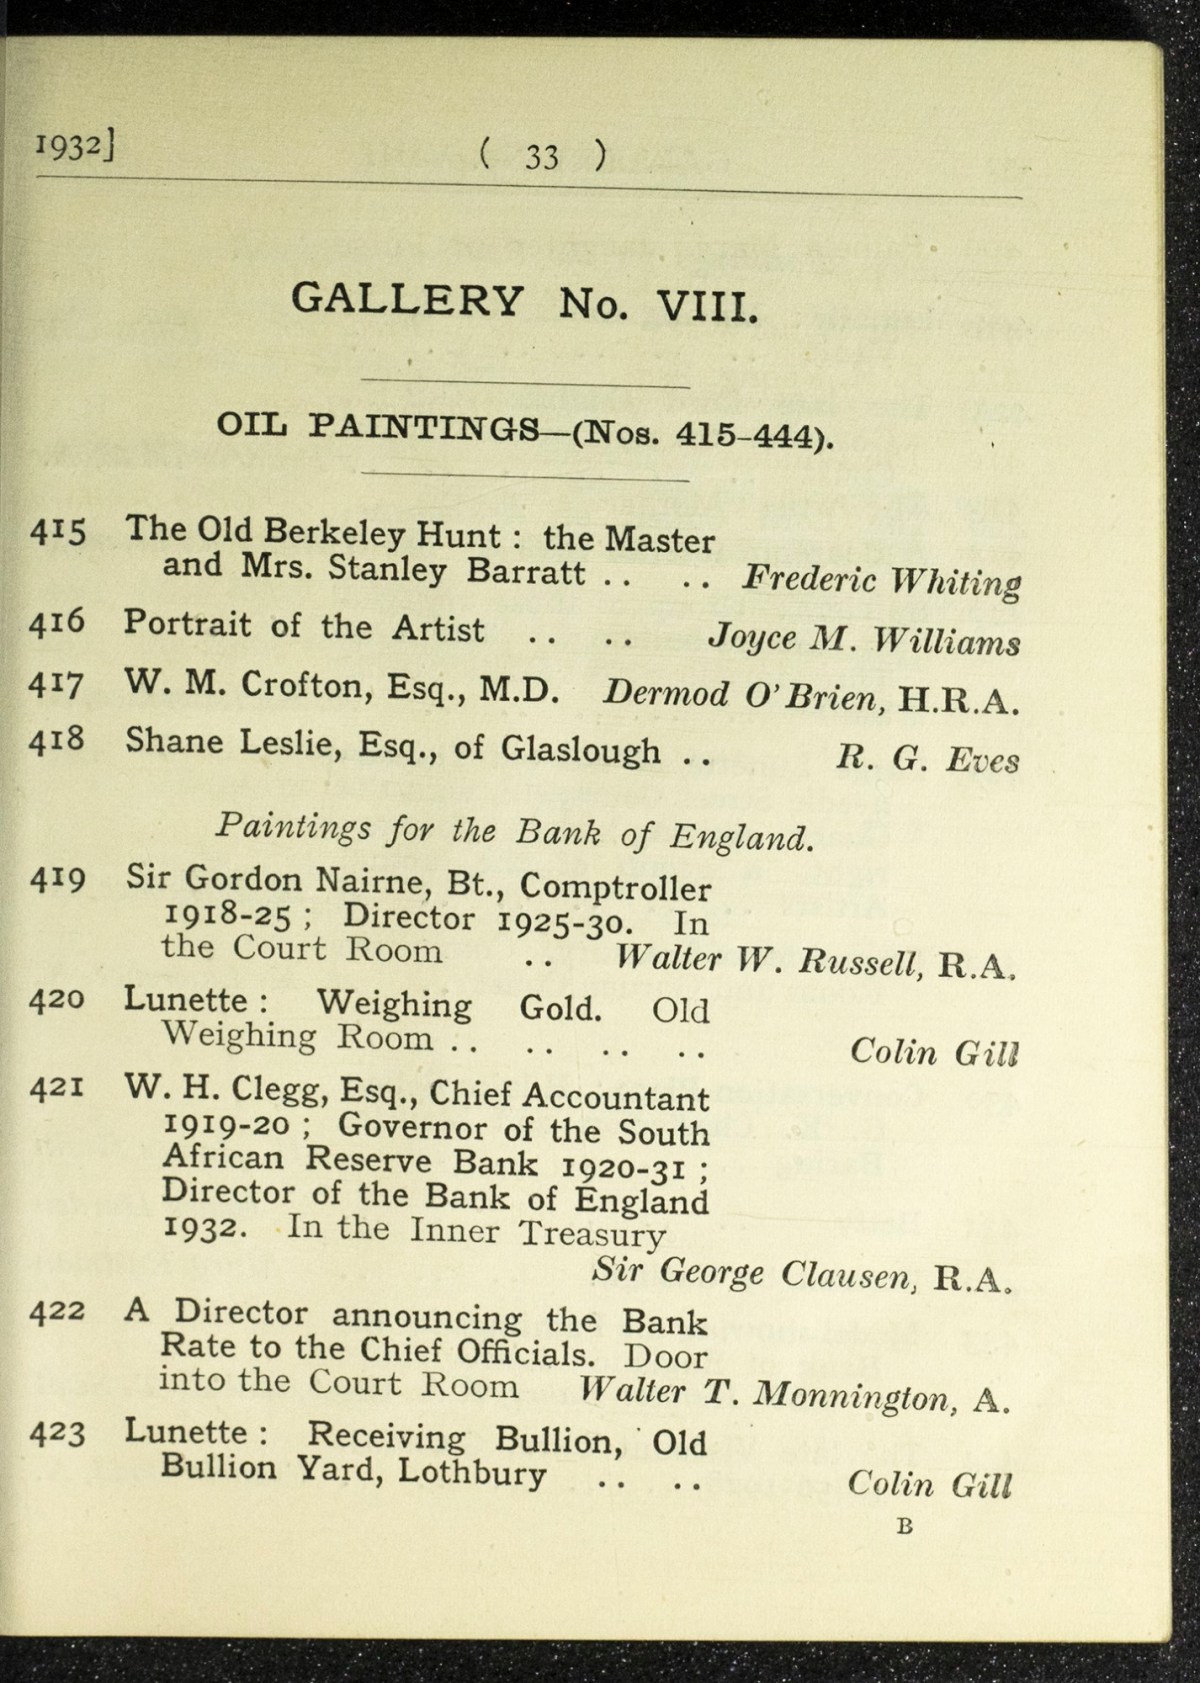 1932]
( 33 )
GALLERY No. VIII.
OIL PAINTINGS—(Nos. 415-444).
415 The Old Berkeley Hunt : the Master
and Mrs. Stanley Barratt .. .. Frederic Whiting
416 Portrait of the Artist .. .. Joyce M. Williams
417 W. M. Crofton, Esq., M.D. Dermod O'Brien, H.R.A.
418 Shane Leslie, Esq., of Glaslough .. R. G. Eves
Paintings for the Bank of England.
419 Sir Gordon Nairne, Bt., Comptroller
1918-25 ; Director 1925-30. In
the Court Room .. Walter W. Russell, R.A.
420 Lunette : Weighing Gold. Old
Weighing Room .. .. .. .. Colin Gill
421 W. H. Clegg, Esq., Chief Accountant
1919-20 ; Governor of the South
African Reserve Bank 1920-31 ;
Director of the Bank of England
1932. In the Inner Treasury
Sir George Clausen, R.A.
422 A Director announcing the Bank
Rate to the Chief Officials. Door
into the Court Room Walter T. Monnington, A.
423 Lunette : Receiving Bullion, Old
Bullion Yard, Lothbury .. .. Colin Gill
B